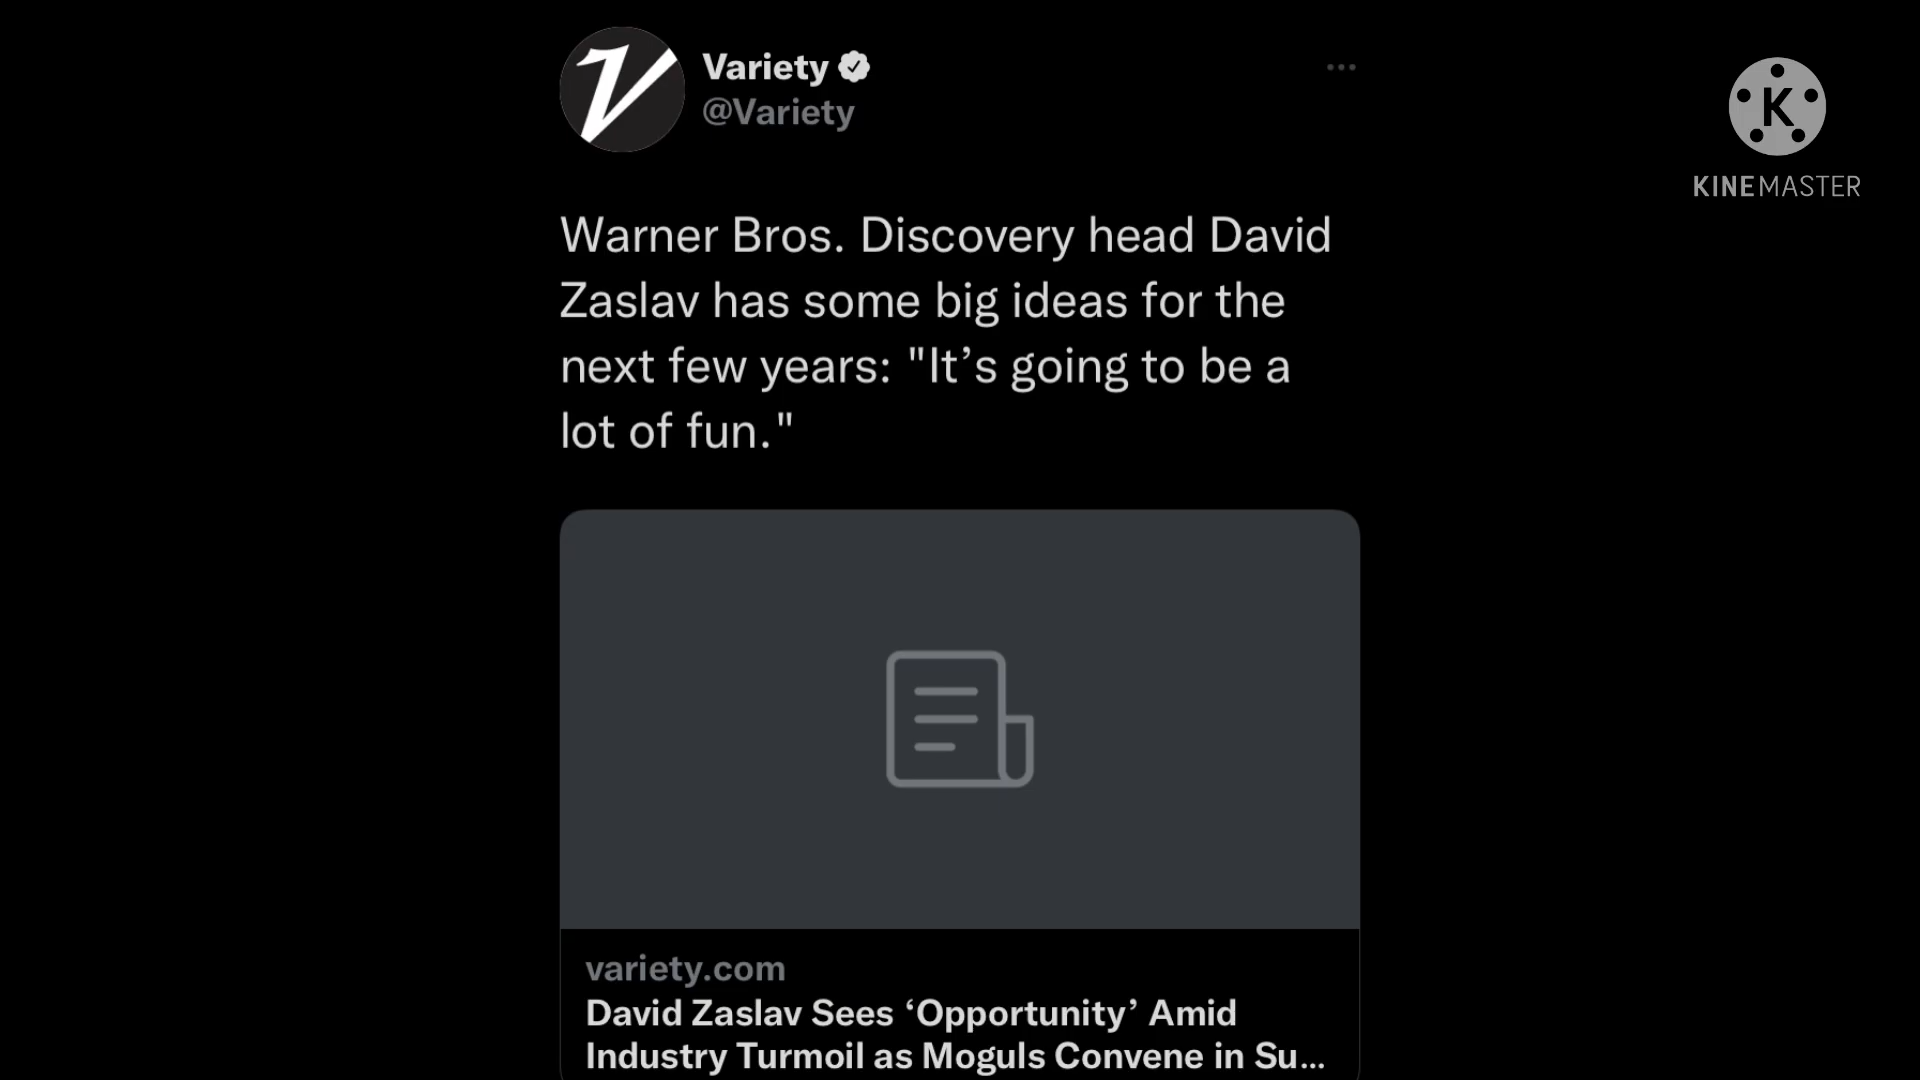 Variety
@Variety
K
KINEMASTER
Warner Bros. Discovery head David
Zaslav has some big ideas for the
next few years: "It’s going to be a
lot of fun."
variety.com
David Zaslav Sees ‘Opportunity’ Amid
Industry Turmoil as Moguls Convene in Su...